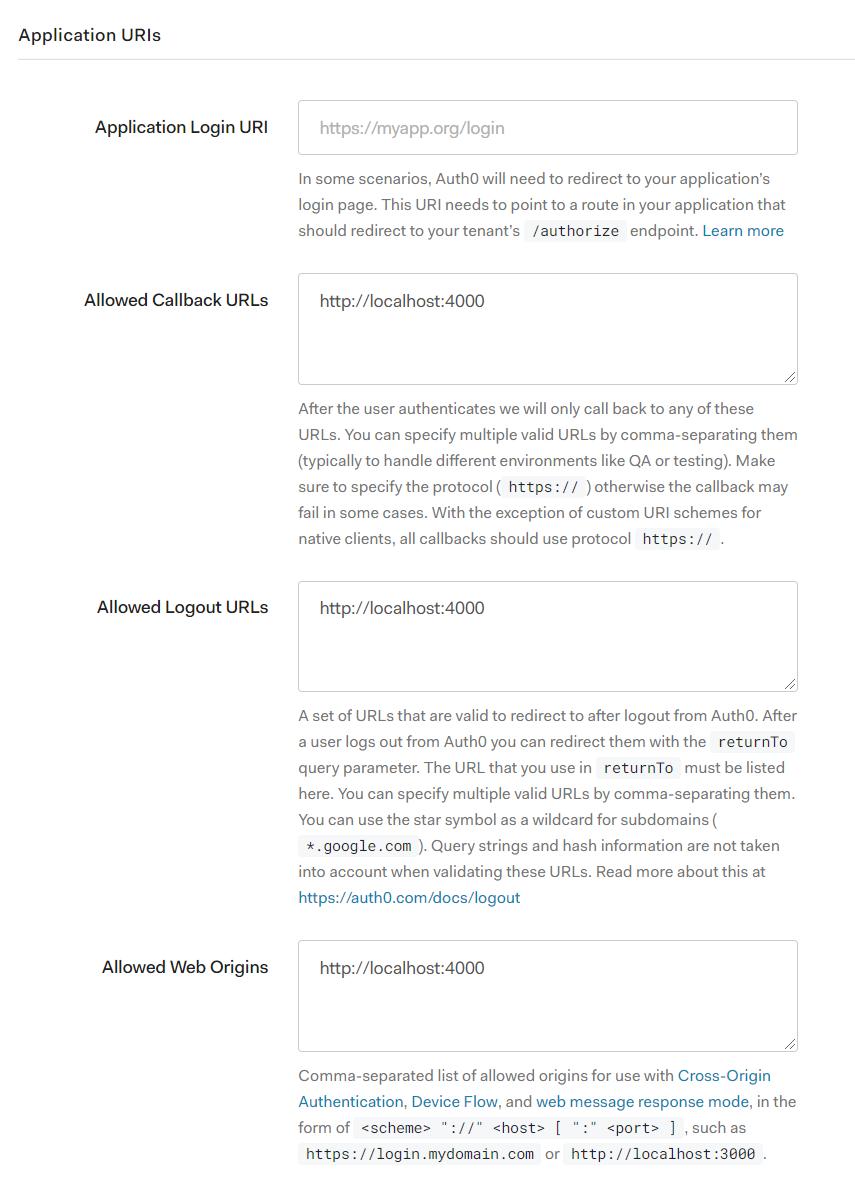 Application URIs
Application Login URI
https://myapp.org/login
In some scenarios, Auth0 will need to redirect to your application's
login page. This URI needs to point to a route in your application that
should redirect to your tenant's /authorize endpoint. Learn more
Allowed Callback URLs
http://localhost:4000
After the user authenticates we will only call back to any of these
URLs. You can specify multiple valid URLs by comma-separating them
(typically to handle different environments like QA or testing). Make
sure to specify the protocol ( https:// ) otherwise the callback may
fail in some cases. With the exception of custom URI schemes for
native clients, all callbacks should use protocol https:// .
Allowed Logout URLs
http://localhost:4000
A set of URLs that are valid to redirect to after logout from Auth0. After
a user logs out from Auth0 you can redirect them with the returnTo
query parameter. The URL that you use in returnTo must be listed
here. You can specify multiple valid URLs by comma-separating them.
You can use the star symbol as a wildcard for subdomains (
*.google.com ). Query strings and hash information are not taken
into account when validating these URLs. Read more about this at
https://auth0.com/docs/logout
Allowed Web Origins
http://localhost:4000
Comma-separated list of allowed origins for use with Cross-Origin
Authentication, Device Flow, and web message response mode, in the
form of <scheme> "://" <host> [ ":" <port> ] , such as
https://login.mydomain.com or http://localhost:3000 .